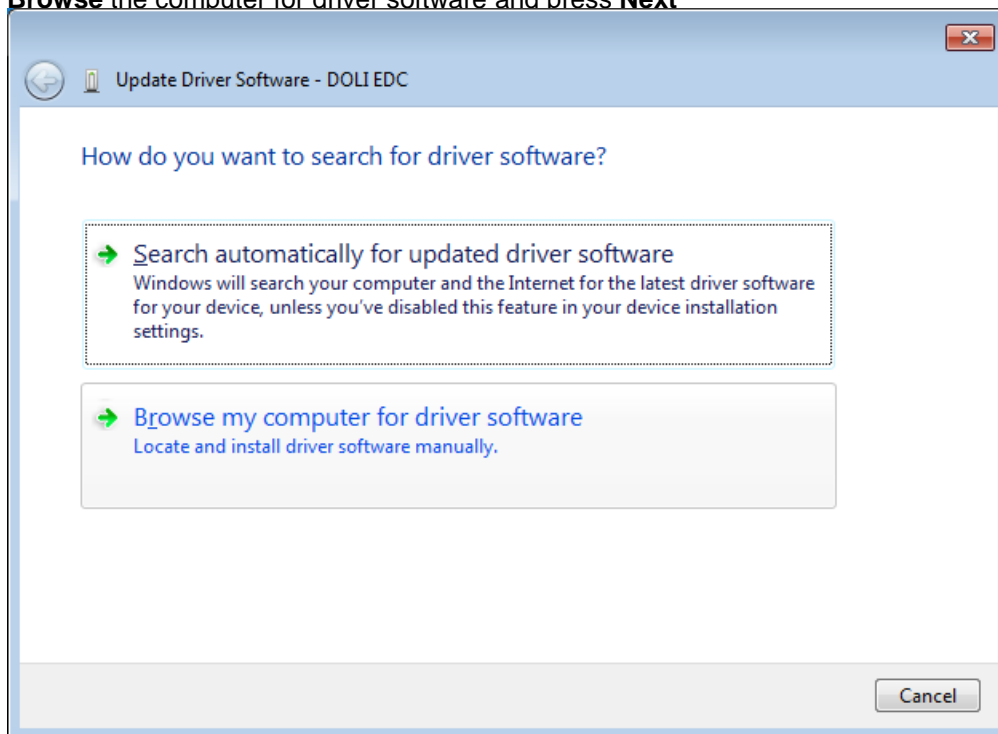 Browse the computer for driver software and press Next
Update Driver Software - DOLI EDC
How do you want to search for driver software?
Search automatically for updated driver software
Windows will search your computer and the Internet for the latest driver software
for your device, unless you've disabled this feature in your device installation
settings.
Browse my computer for driver software
Locate and install driver software manually.
Cancel